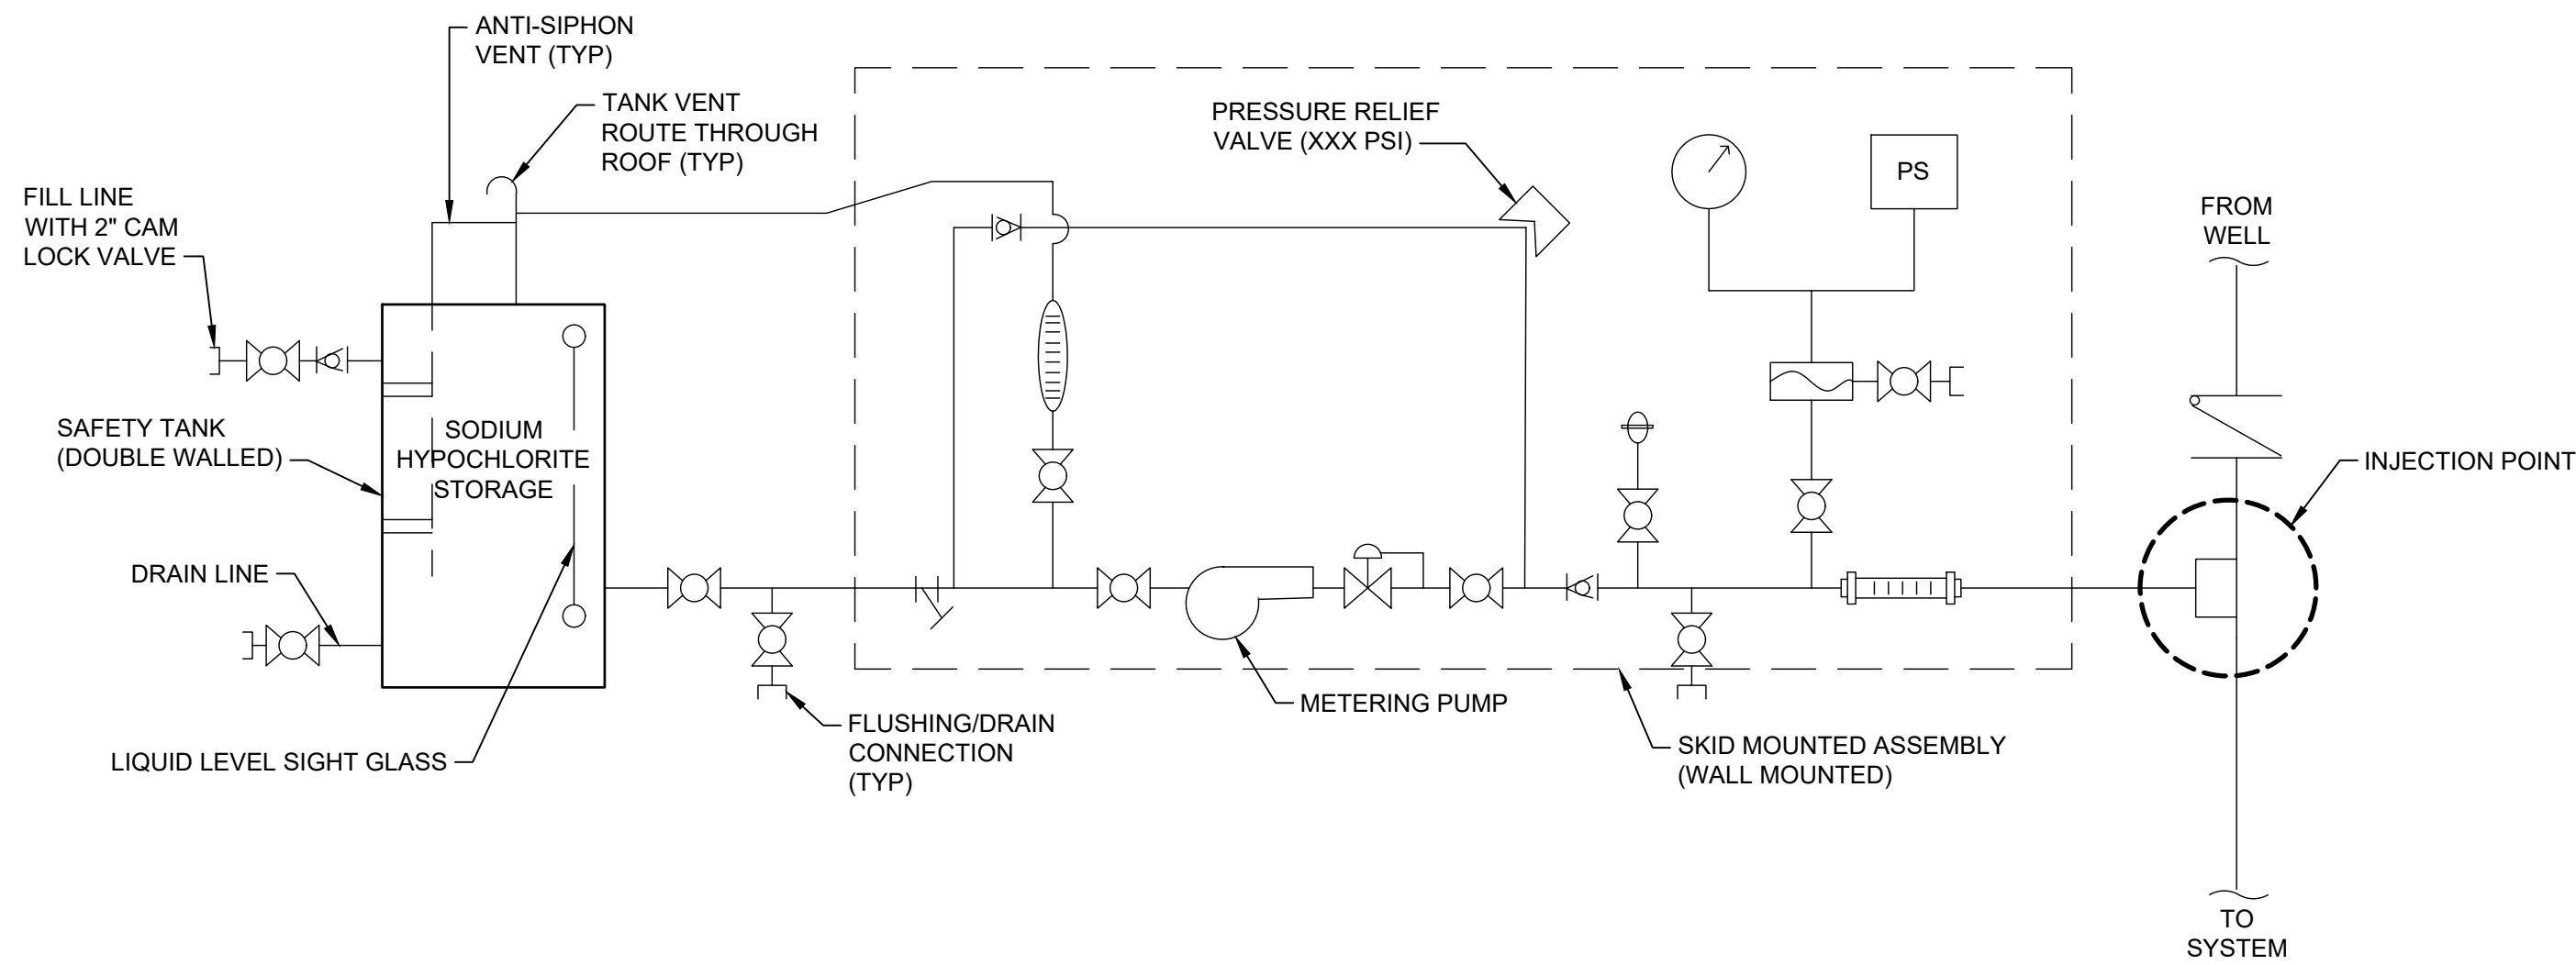 ANTI-SIPHON
VENT (TYP)
TANK VENT
ROUTE THROUGH
ROOF (TYP)
PRESSURE RELIEF
VALVE (XXX PSI)
PS
FILL LINE
WITH 2" CAM
LOCK VALVE
FROM
WELL
SAFETY TANK
(DOUBLE WALLED)
SODIUM
HYPOCHLORITE
STORAGE
INJECTION POINT
DRAIN LINE
METERING PUMP
FLUSHING/DRAIN
CONNECTION
(TYP)
SKID MOUNTED ASSEMBLY
(WALL MOUNTED)
LIQUID LEVEL SIGHT GLASS
TO
SYSTEM